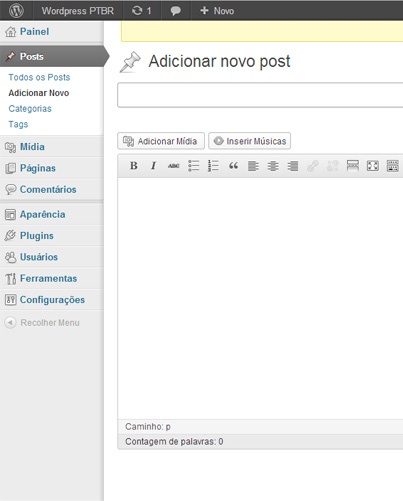 Wordpress PTBR 1 Novo
Painel
Posts
Todos os Posts
Adicionar Novo
Categorias
Tags
Mídia
Páginas
Comentários
Aparência
Plugins
Usuários
Ferramentas
Configurações
Recolher Menu
Adicionar novo post
Adicionar Mídia Inserir Músicas
B I ABC
Caminho: p
Contagem de palavras: 0